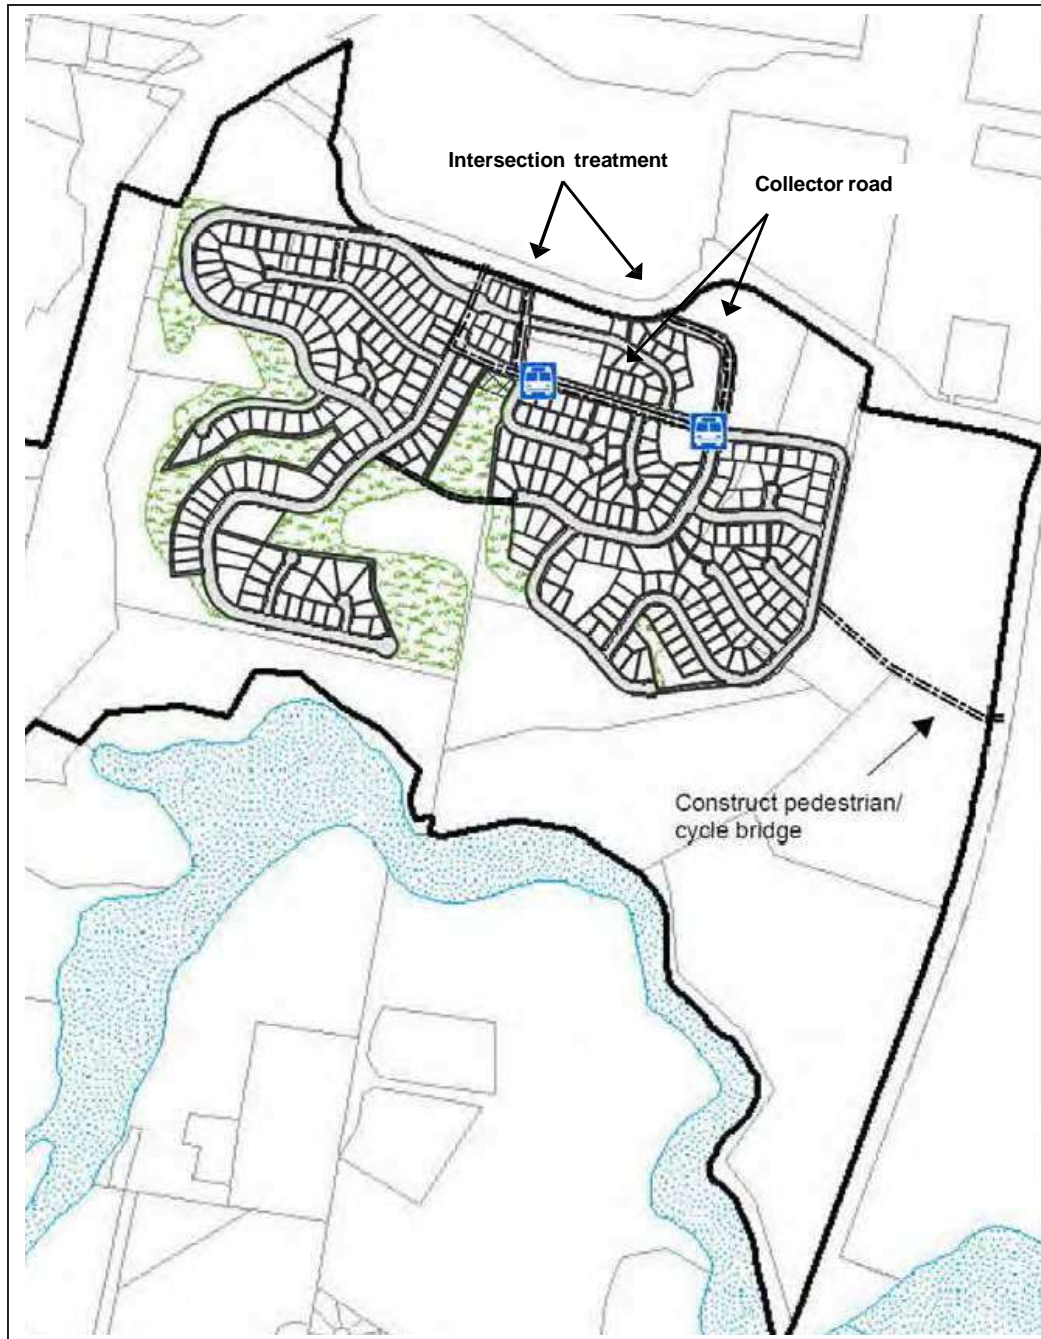 Intersection treatment
Collector road
Construct pedestrian/
cycle bridge